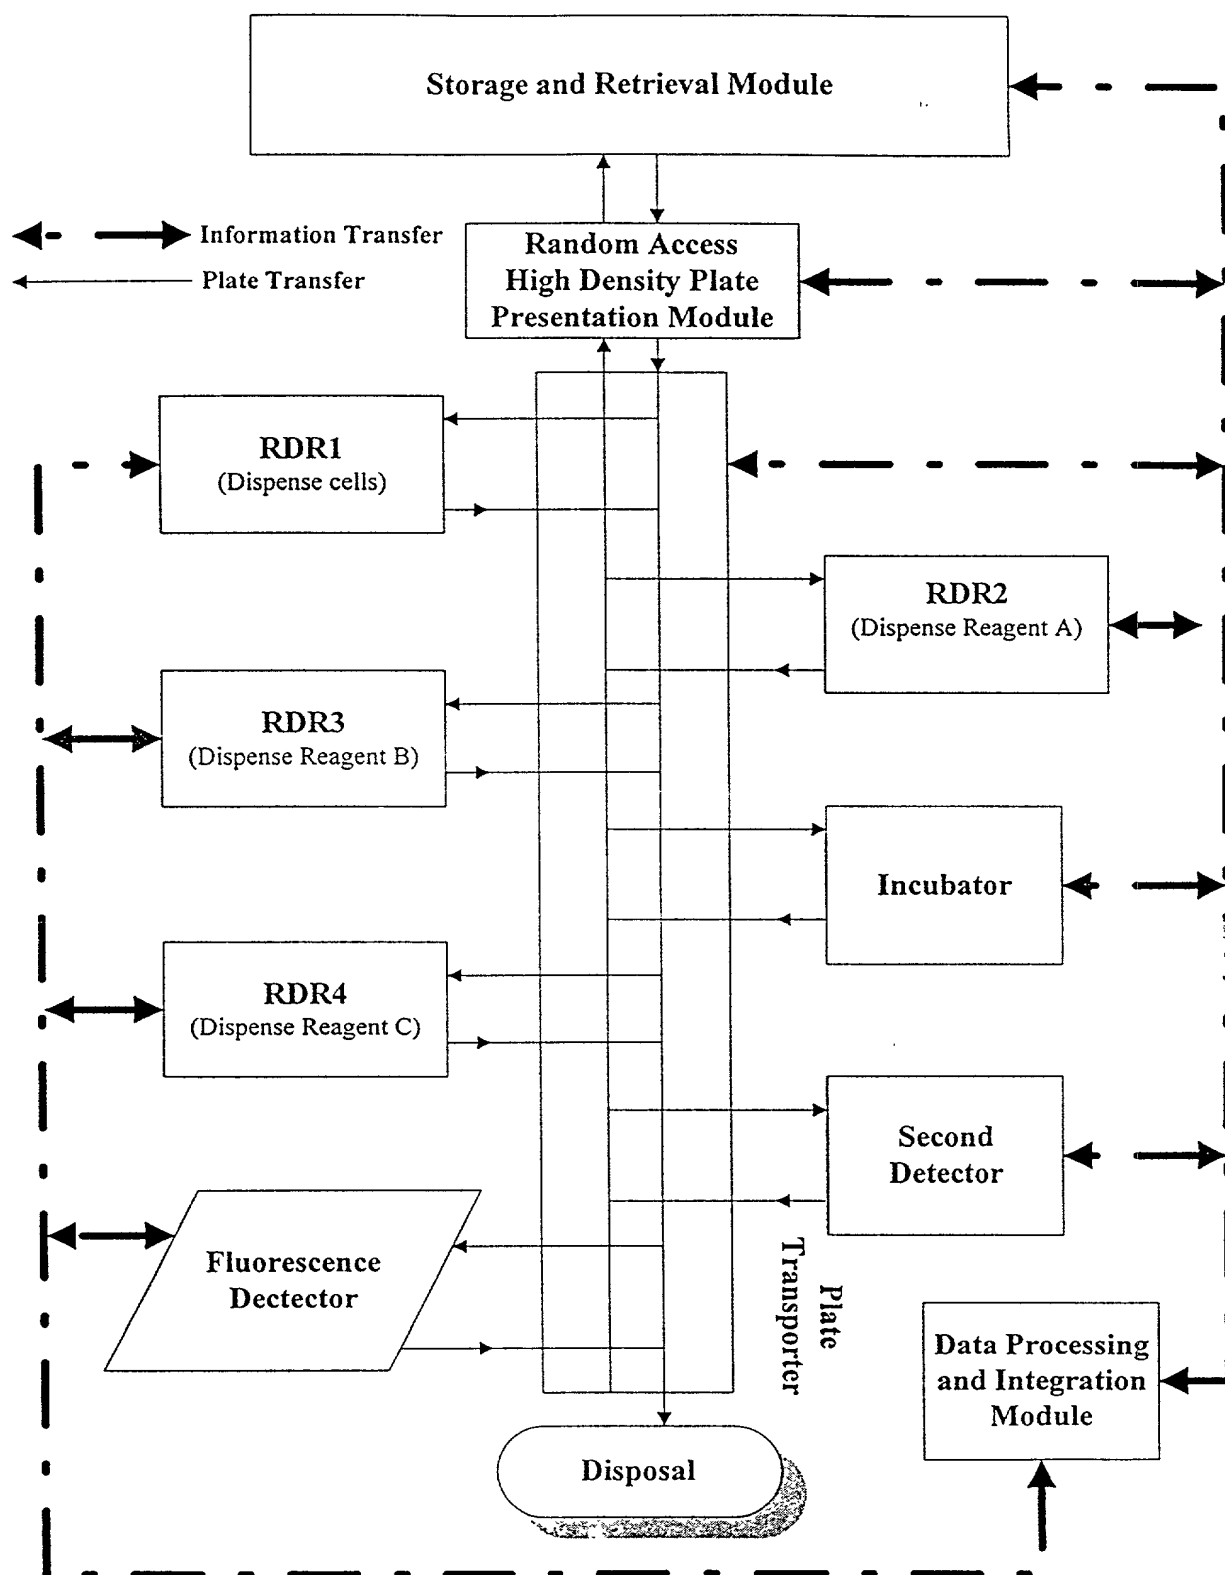 Storage and Retrieval Module
Information Transfer
Plate Transfer
Random Access
High Density Plate
Presentation Module
RDR1
(Dispense cells)
RDR2
(Dispense Reagent A)
RDR3
(Dispense Reagent B)
Incubator
RDR4
(Dispense Reagent C)
Second
Detector
Fluorescence
Dectector
Plate
Transporter
Data Processing
and Integration
Module
Disposal